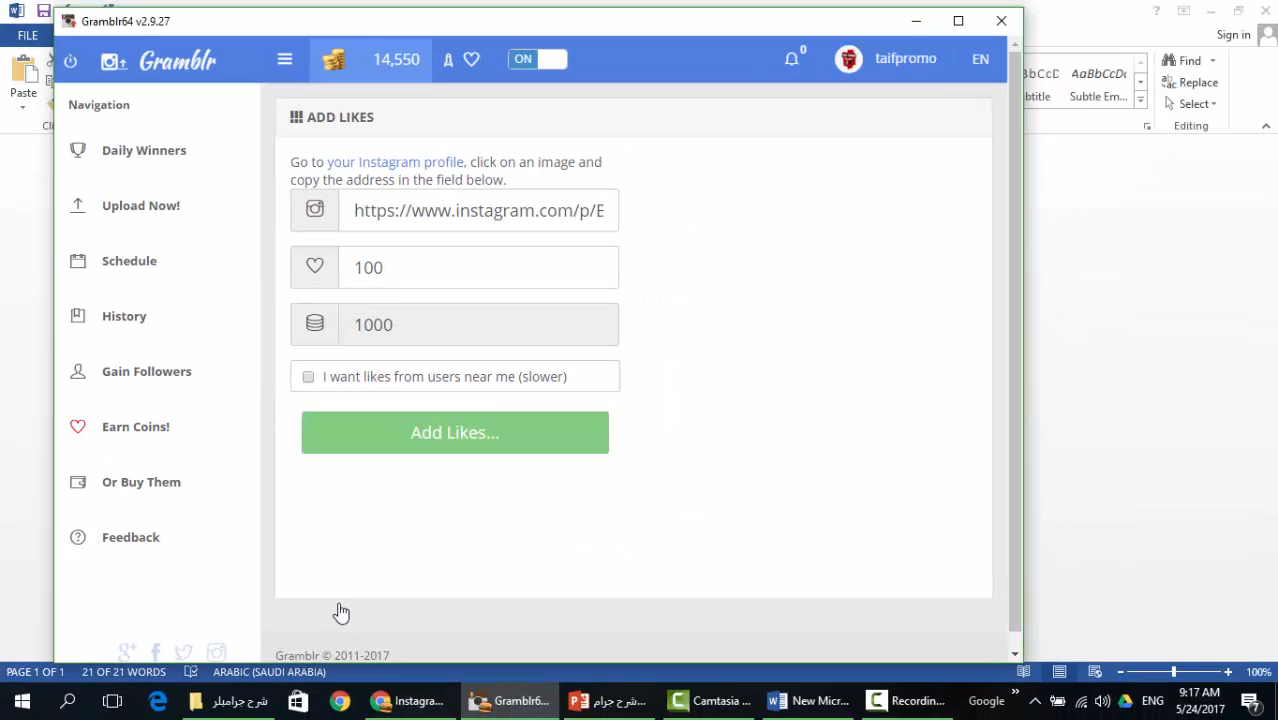 Gramblr64 v2.9.27
Sign in
FILE
Gramblr
14,550
ON
0
taifpromo
EN
Paste
Subtle Em...
Find
Replace
Select
Editing
Navigation
Daily Winners
Upload Now!
Schedule
History
Gain Followers
Earn Coins!
Or Buy Them
Feedback
ADD LIKES
Go to your Instagram profile, click on an image and
copy the address in the field below.
https://www.instagram.com/p/E
100
1000
I want likes from users near me (slower)
Add Likes...
Gramblr © 2011-2017
PAGE 1 OF 1
21 OF 21 WORDS
ARABIC (SAUDI ARABIA)
100%
شرح جرامبلر
Instagra...
Gramblr6...
شرح جرام...
Camtasia ...
New Micr...
Recordin...
Google
ENG
9:17 AM
5/24/2017
7